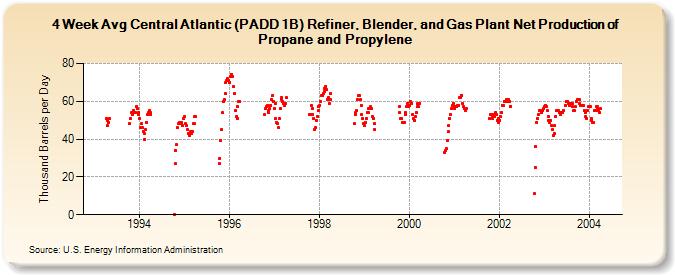 4 Week Avg Central Atlantic (PADD 1B) Refiner, Blender, and Gas Plant Net Production of
Propane and Propylene
Thousand Barrels per Day
80
60
40
20
0
1994 1996 1998 2000 2002 2004
Source: U.S. Energy Information Administration